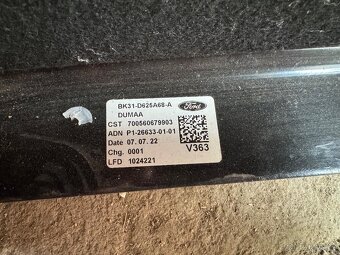 BK31-D625A68-A
Ford
DUMAA
CST 700560679903
ADN P1-26633-01-01
Date 07. 07. 22
Chg. 0001
V363
LFD 1024221